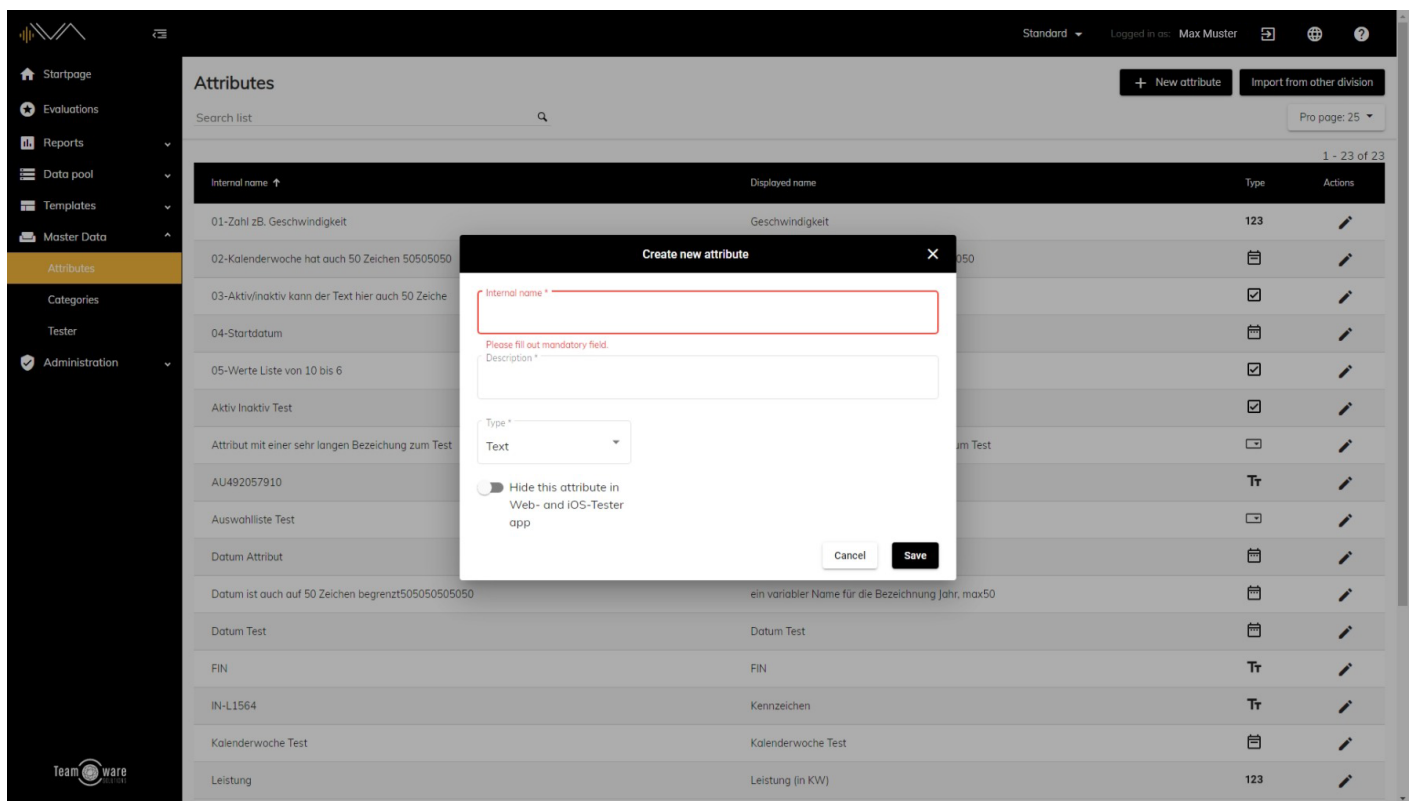 Standard Logged in as: Max Muster
Startpage
Evaluations
Reports
Data pool
Templates
Master Data
Attributes
Categories
Tester
Administration
Team ware
SOLUTIONS
Attributes
+ New attribute Import from other division
Search list
Pro page: 25
1 - 23 of 23
Internal name Displayed name Type Actions
01-Zahl zB. Geschwindigkeit Geschwindigkeit 123
02-Kalenderwoche hat auch 50 Zeichen 50505050 050
03-Aktiv/inaktiv kann der Text hier auch 50 Zeiche
04-Startdatum
05-Werte Liste von 10 bis 6
Aktiv Inaktiv Test
Attribut mit einer sehr langen Bezeichung zum Test um Test
AU492057910 Tт
Auswahlliste Test
Datum Attribut
Datum ist auch auf 50 Zeichen begrenzt505050505050 ein variabler Name für die Bezeichnung Jahr, max50
Datum Test Datum Test
FIN FIN Tт
IN-L1564 Kennzeichen Tт
Kalenderwoche Test Kalenderwoche Test
Leistung Leistung (in KW) 123
Create new attribute
Internal name *
Please fill out mandatory field.
Description *
Type *
Text
Hide this attribute in
Web- and iOS-Tester
app
Cancel Save